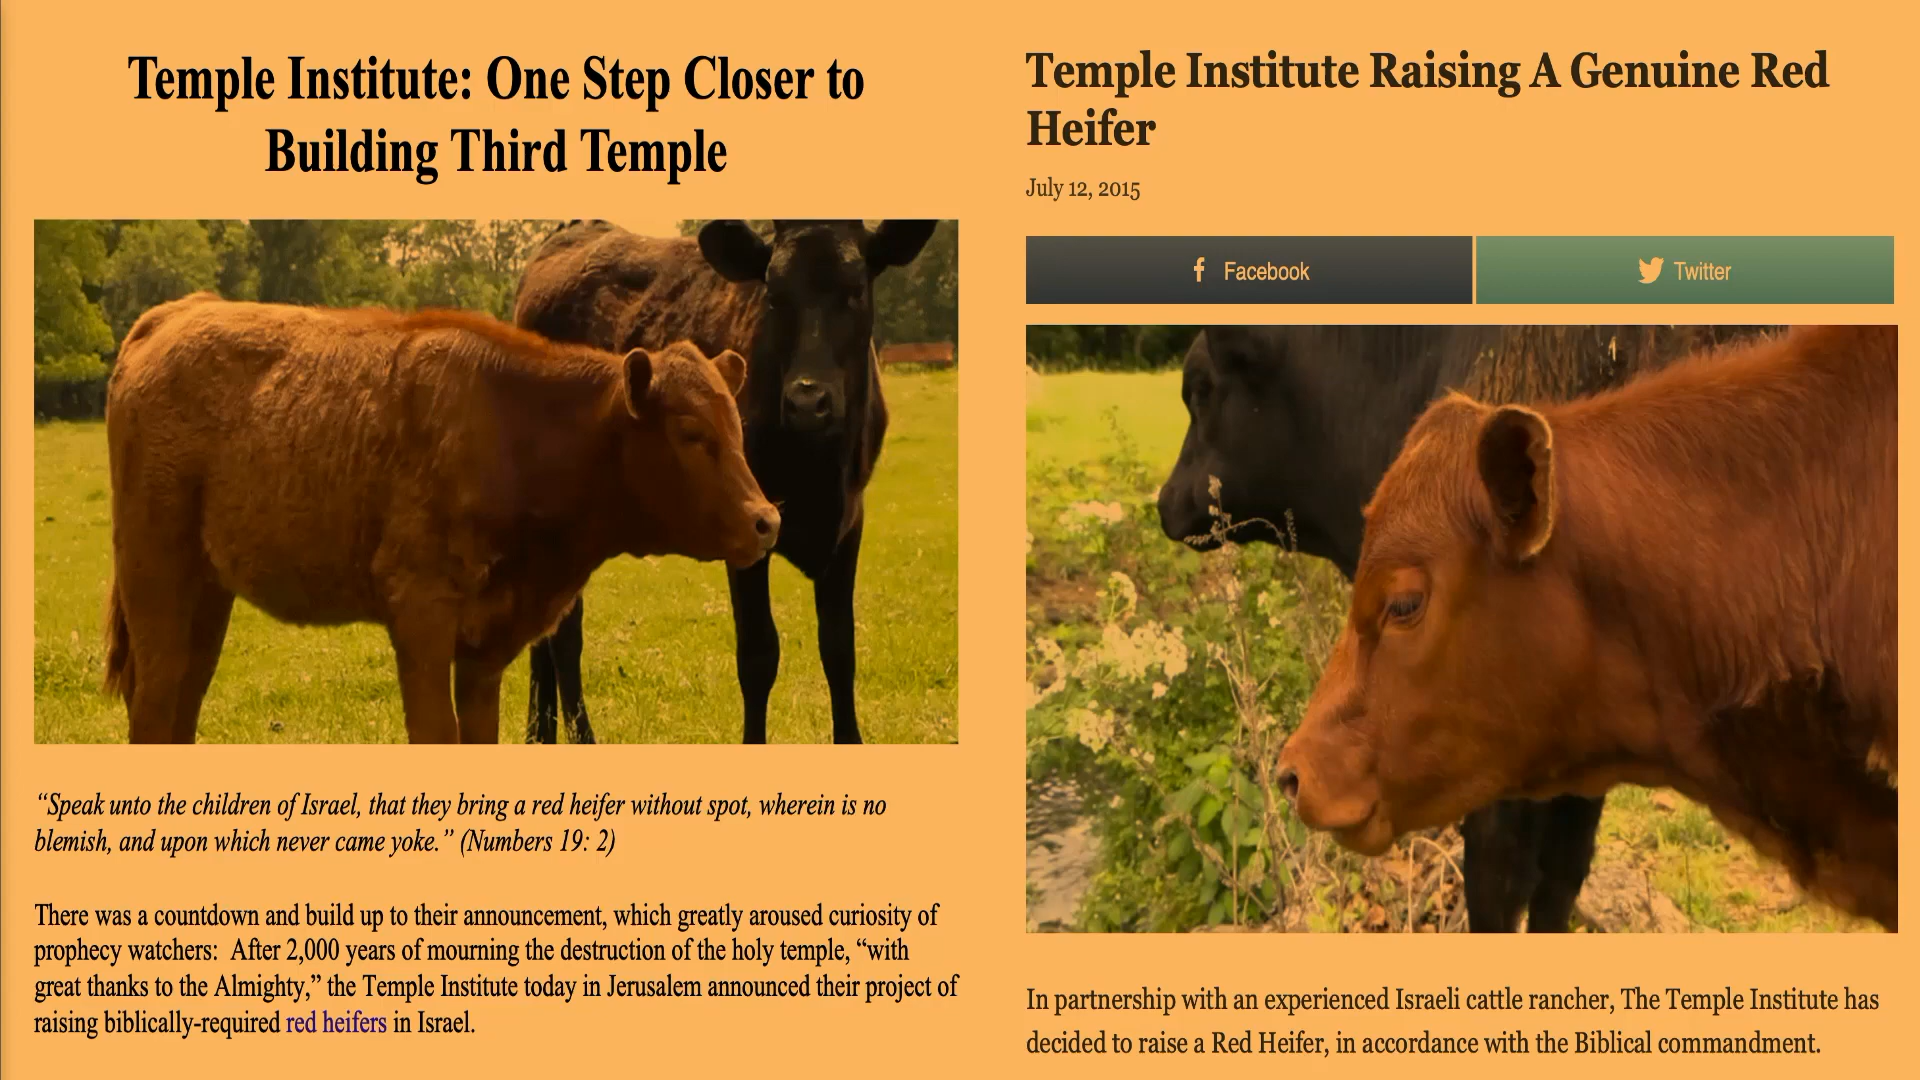 Temple Institute: One Step Closer to
Building Third Temple
“Speak unto the children of Israel, that they bring a red heifer without spot, wherein is no
blemish, and upon which never came yoke.” (Numbers 19: 2)
There was a countdown and build up to their announcement, which greatly aroused curiosity of
prophecy watchers:  After 2,000 years of mourning the destruction of the holy temple, “with
great thanks to the Almighty,” the Temple Institute today in Jerusalem announced their project of
raising biblically-required red heifers in Israel.
Temple Institute Raising A Genuine Red
Heifer
July 12, 2015
Facebook
Twitter
In partnership with an experienced Israeli cattle rancher, The Temple Institute has
decided to raise a Red Heifer, in accordance with the Biblical commandment.